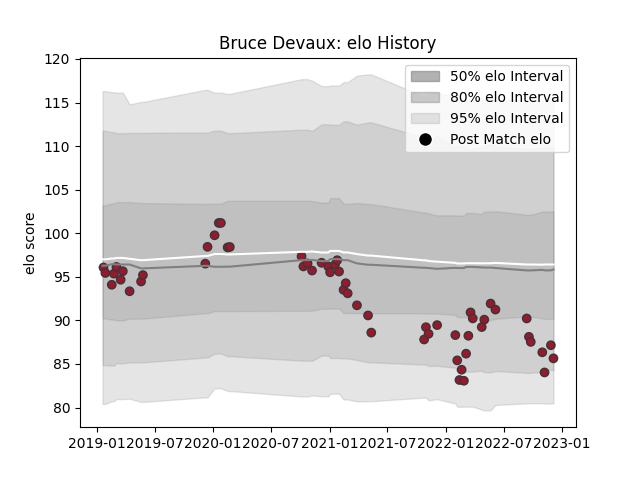 Bruce Devaux: elo History
120
115
110
105
100
95
90
85
80
elo score
50% elo Interval
80% elo Interval
95% elo Interval
Post Match elo
2019-01 2019-07 2020-01 2020-07 2021-01 2021-07 2022-01 2022-07 2023-01